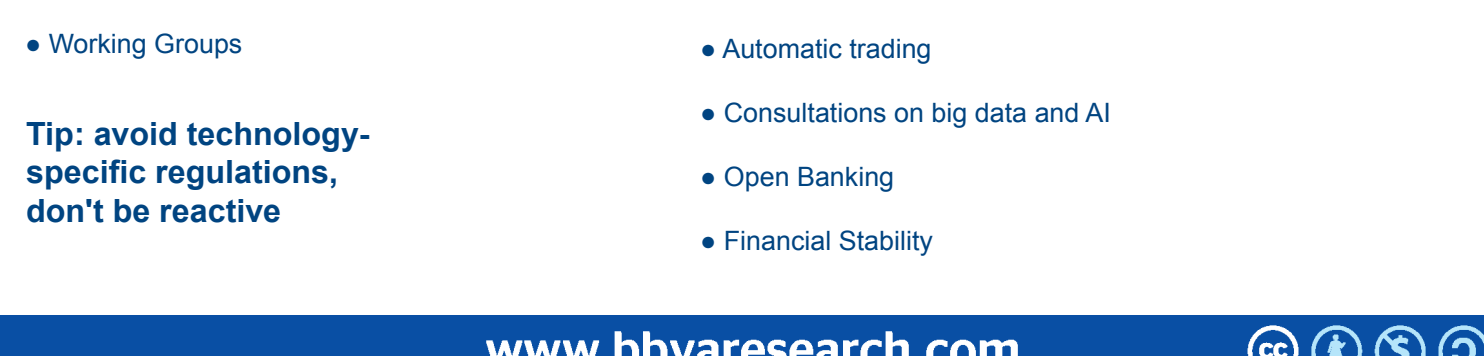 ● Working Groups
Tip: avoid technology-
specific regulations,
don't be reactive
● Automatic trading
● Consultations on big data and AI
● Open Banking
● Financial Stability
www.bbvaresearch.com
cc